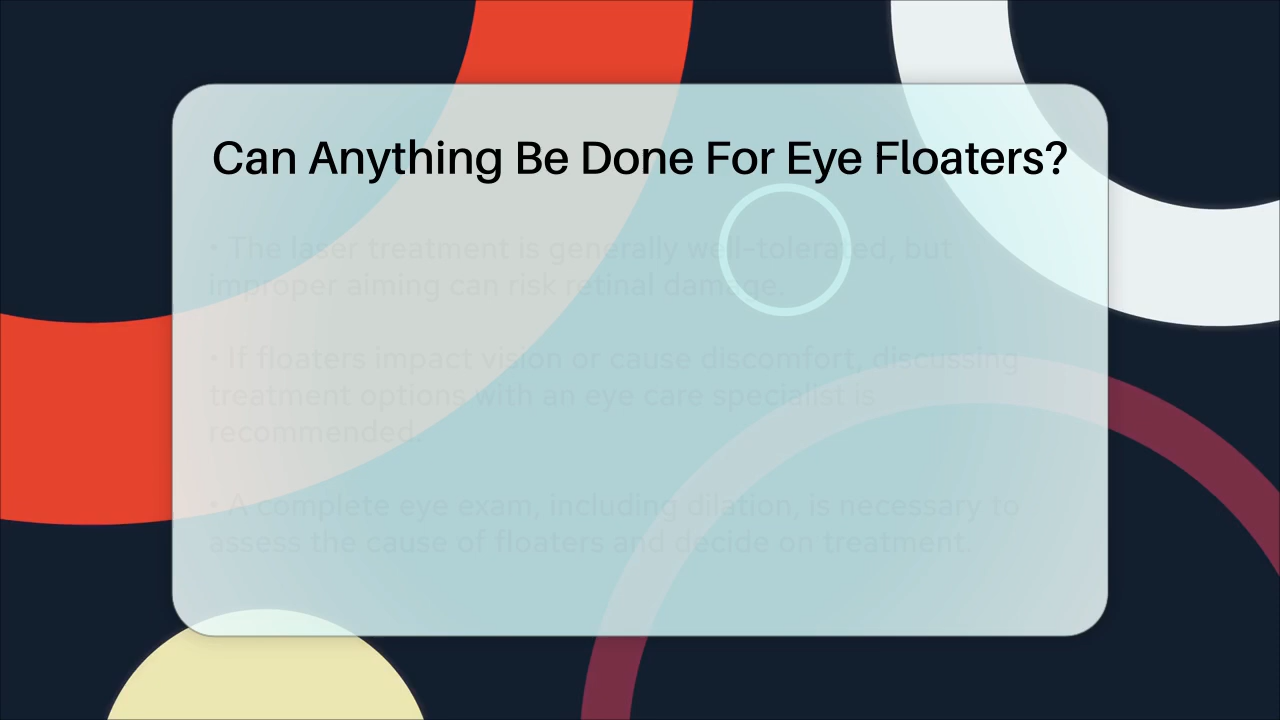 Can Anything Be Done For Eye Floaters?
• The laser treatment is generally well-tolerated, but
improper aiming can risk retinal damage.
• If floaters impact vision or cause discomfort, discussing
treatment options with an eye care specialist is
recommended.
• A complete eye exam, including dilation, is necessary to
assess the cause of floaters and decide on treatment.